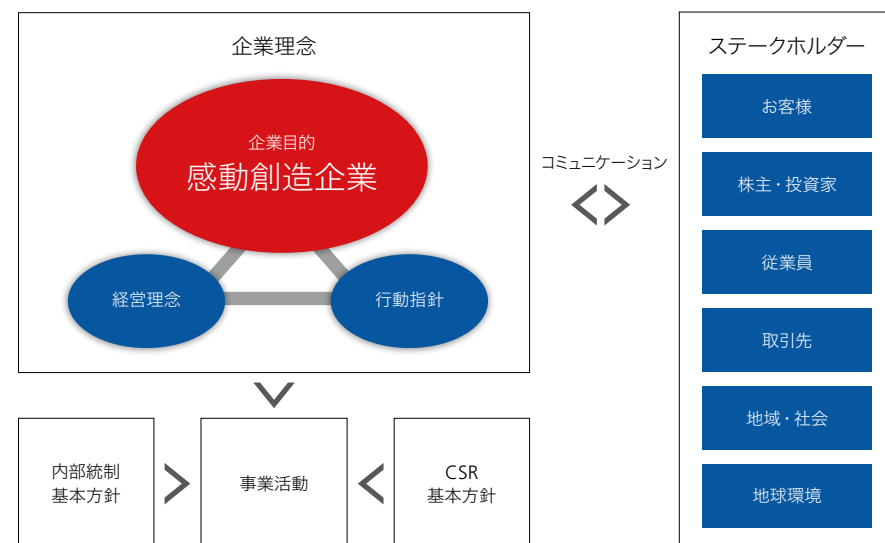 企業理念
企業目的
感動創造企業
経営理念
行動指針
コミュニケーション
ステークホルダー
お客様
株主・投資家
従業員
取引先
地域・社会
地球環境
内部統制
基本方針
事業活動
CSR
基本方針